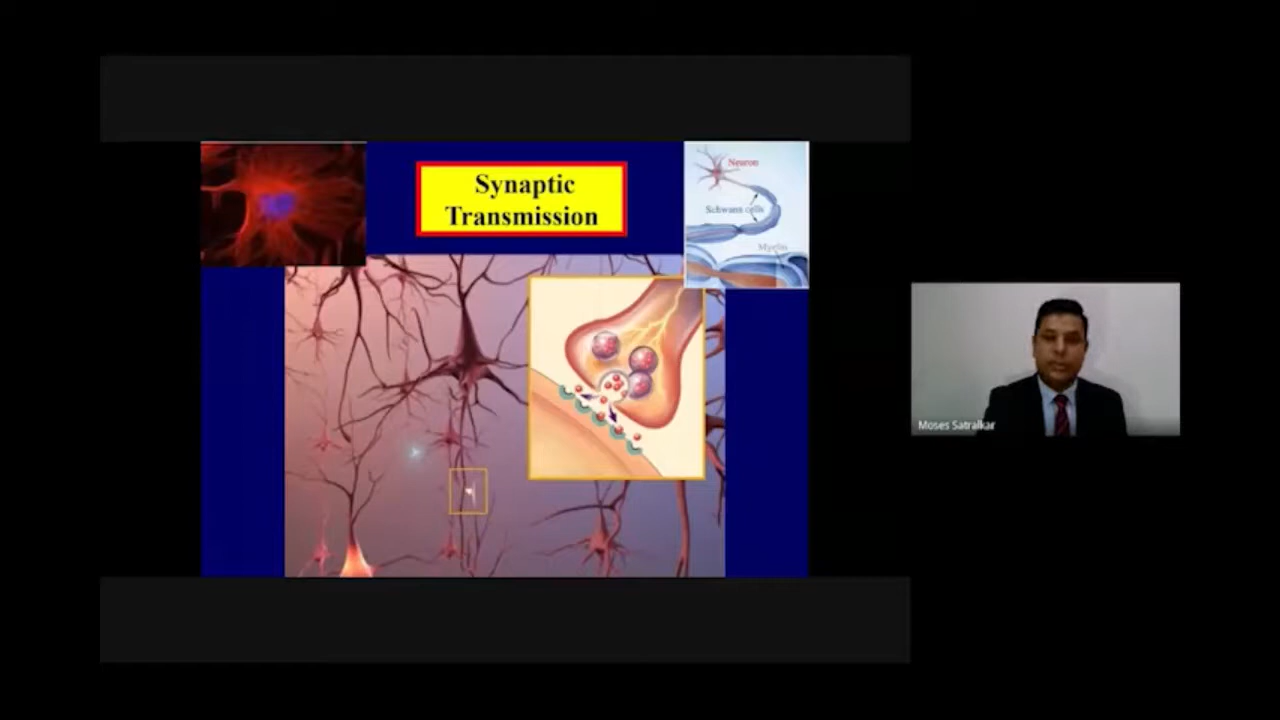 Synaptic
Transmission
Neuron
Schwann cells
Myelin
Moses Satralkar